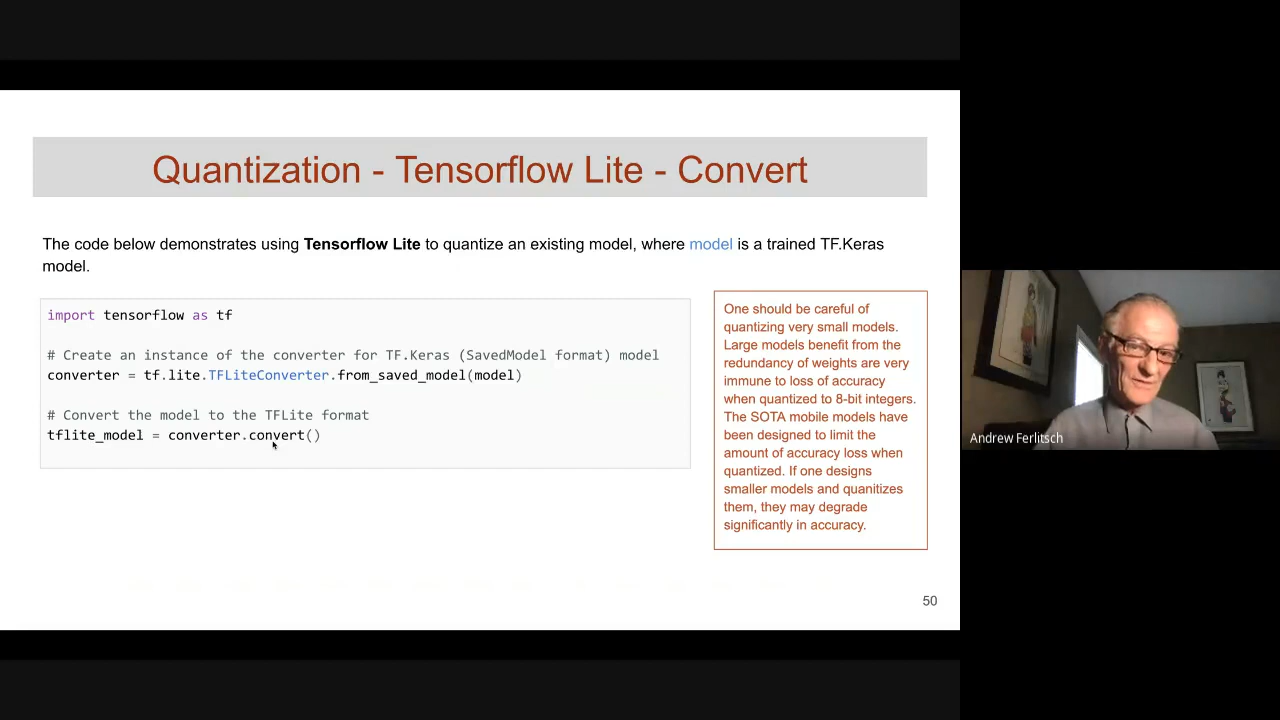 Quantization - Tensorflow Lite - Convert
The code below demonstrates using Tensorflow Lite to quantize an existing model, where model is a trained TF.Keras
model.
import tensorflow as tf
# Create an instance of the converter for TF.Keras (SavedModel format) model
converter = tf.lite.TFLiteConverter.from_saved_model(model)
# Convert the model to the TFLite format
tflite_model = converter.convert()
One should be careful of
quantizing very small models.
Large models benefit from the
redundancy of weights are very
immune to loss of accuracy
when quantized to 8-bit integers.
The SOTA mobile models have
been designed to limit the
amount of accuracy loss when
quantized. If one designs
smaller models and quanitizes
them, they may degrade
significantly in accuracy.
50
Andrew Ferlitsch